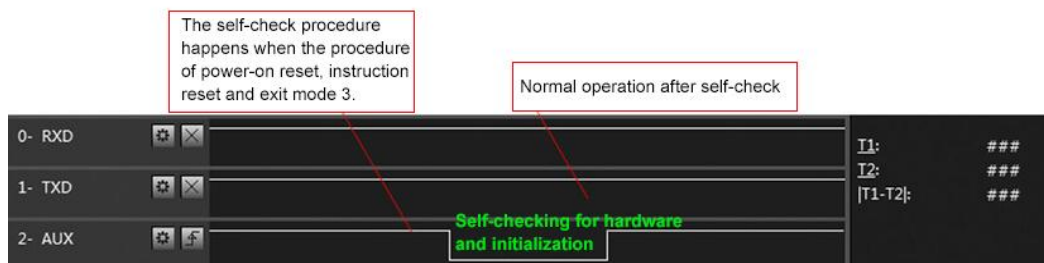 The self-check procedure
happens when the procedure
of power-on reset, instruction
reset and exit mode 3.
Normal operation after self-check
0- RXD
T1: ###
T2: ###
1- TXD
|T1-T2|: ###
Self-checking for hardware
2- AUX
and initialization